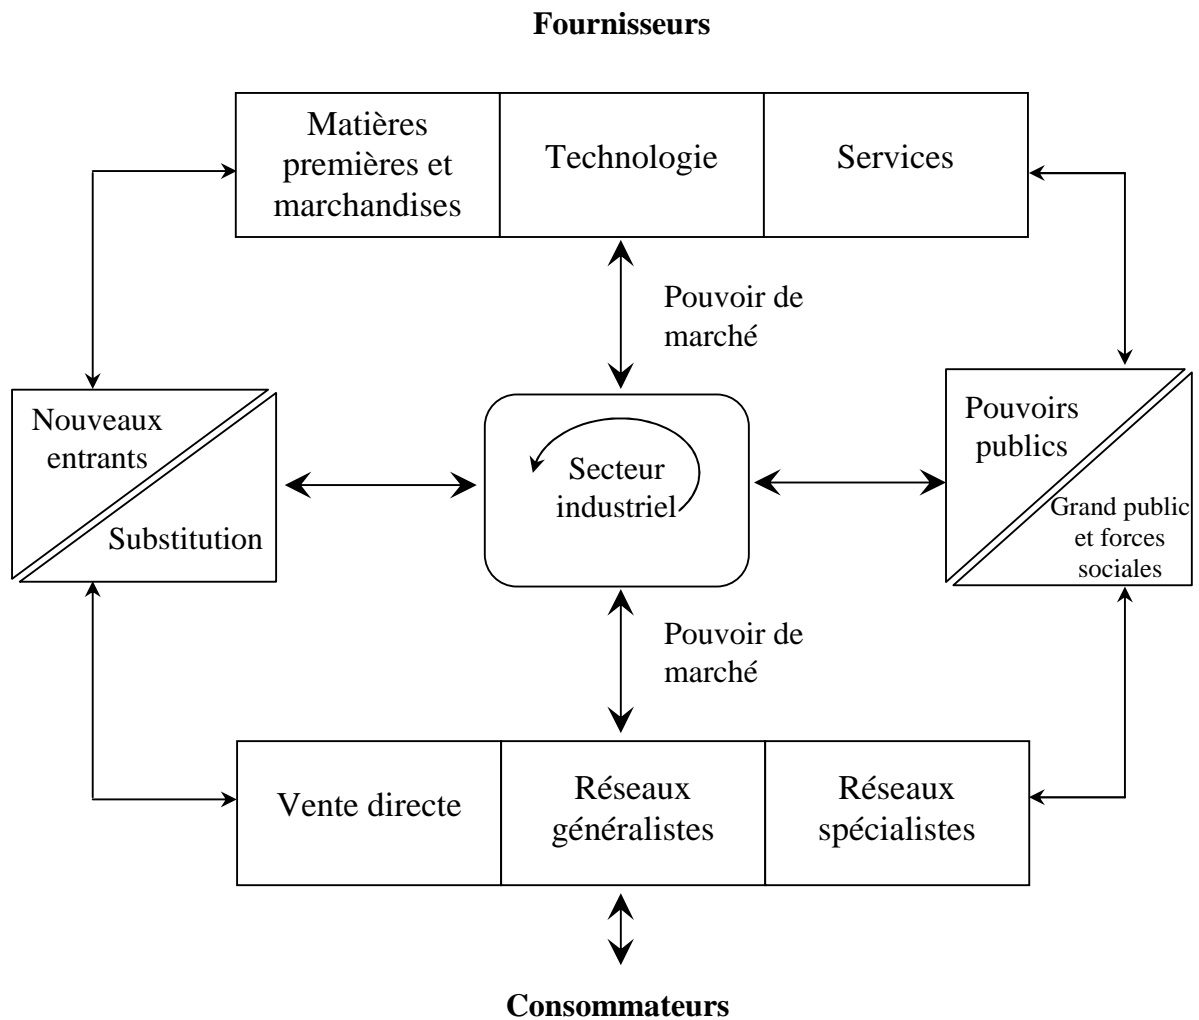 Fournisseurs
Matières
premières et
marchandises
Technologie
Services
Pouvoir de
marché
Nouveaux
entrants
Substitution
Secteur
industriel
Pouvoirs
publics
Grand public
et forces
sociales
Pouvoir de
marché
Vente directe
Réseaux
généralistes
Réseaux
spécialistes
Consommateurs